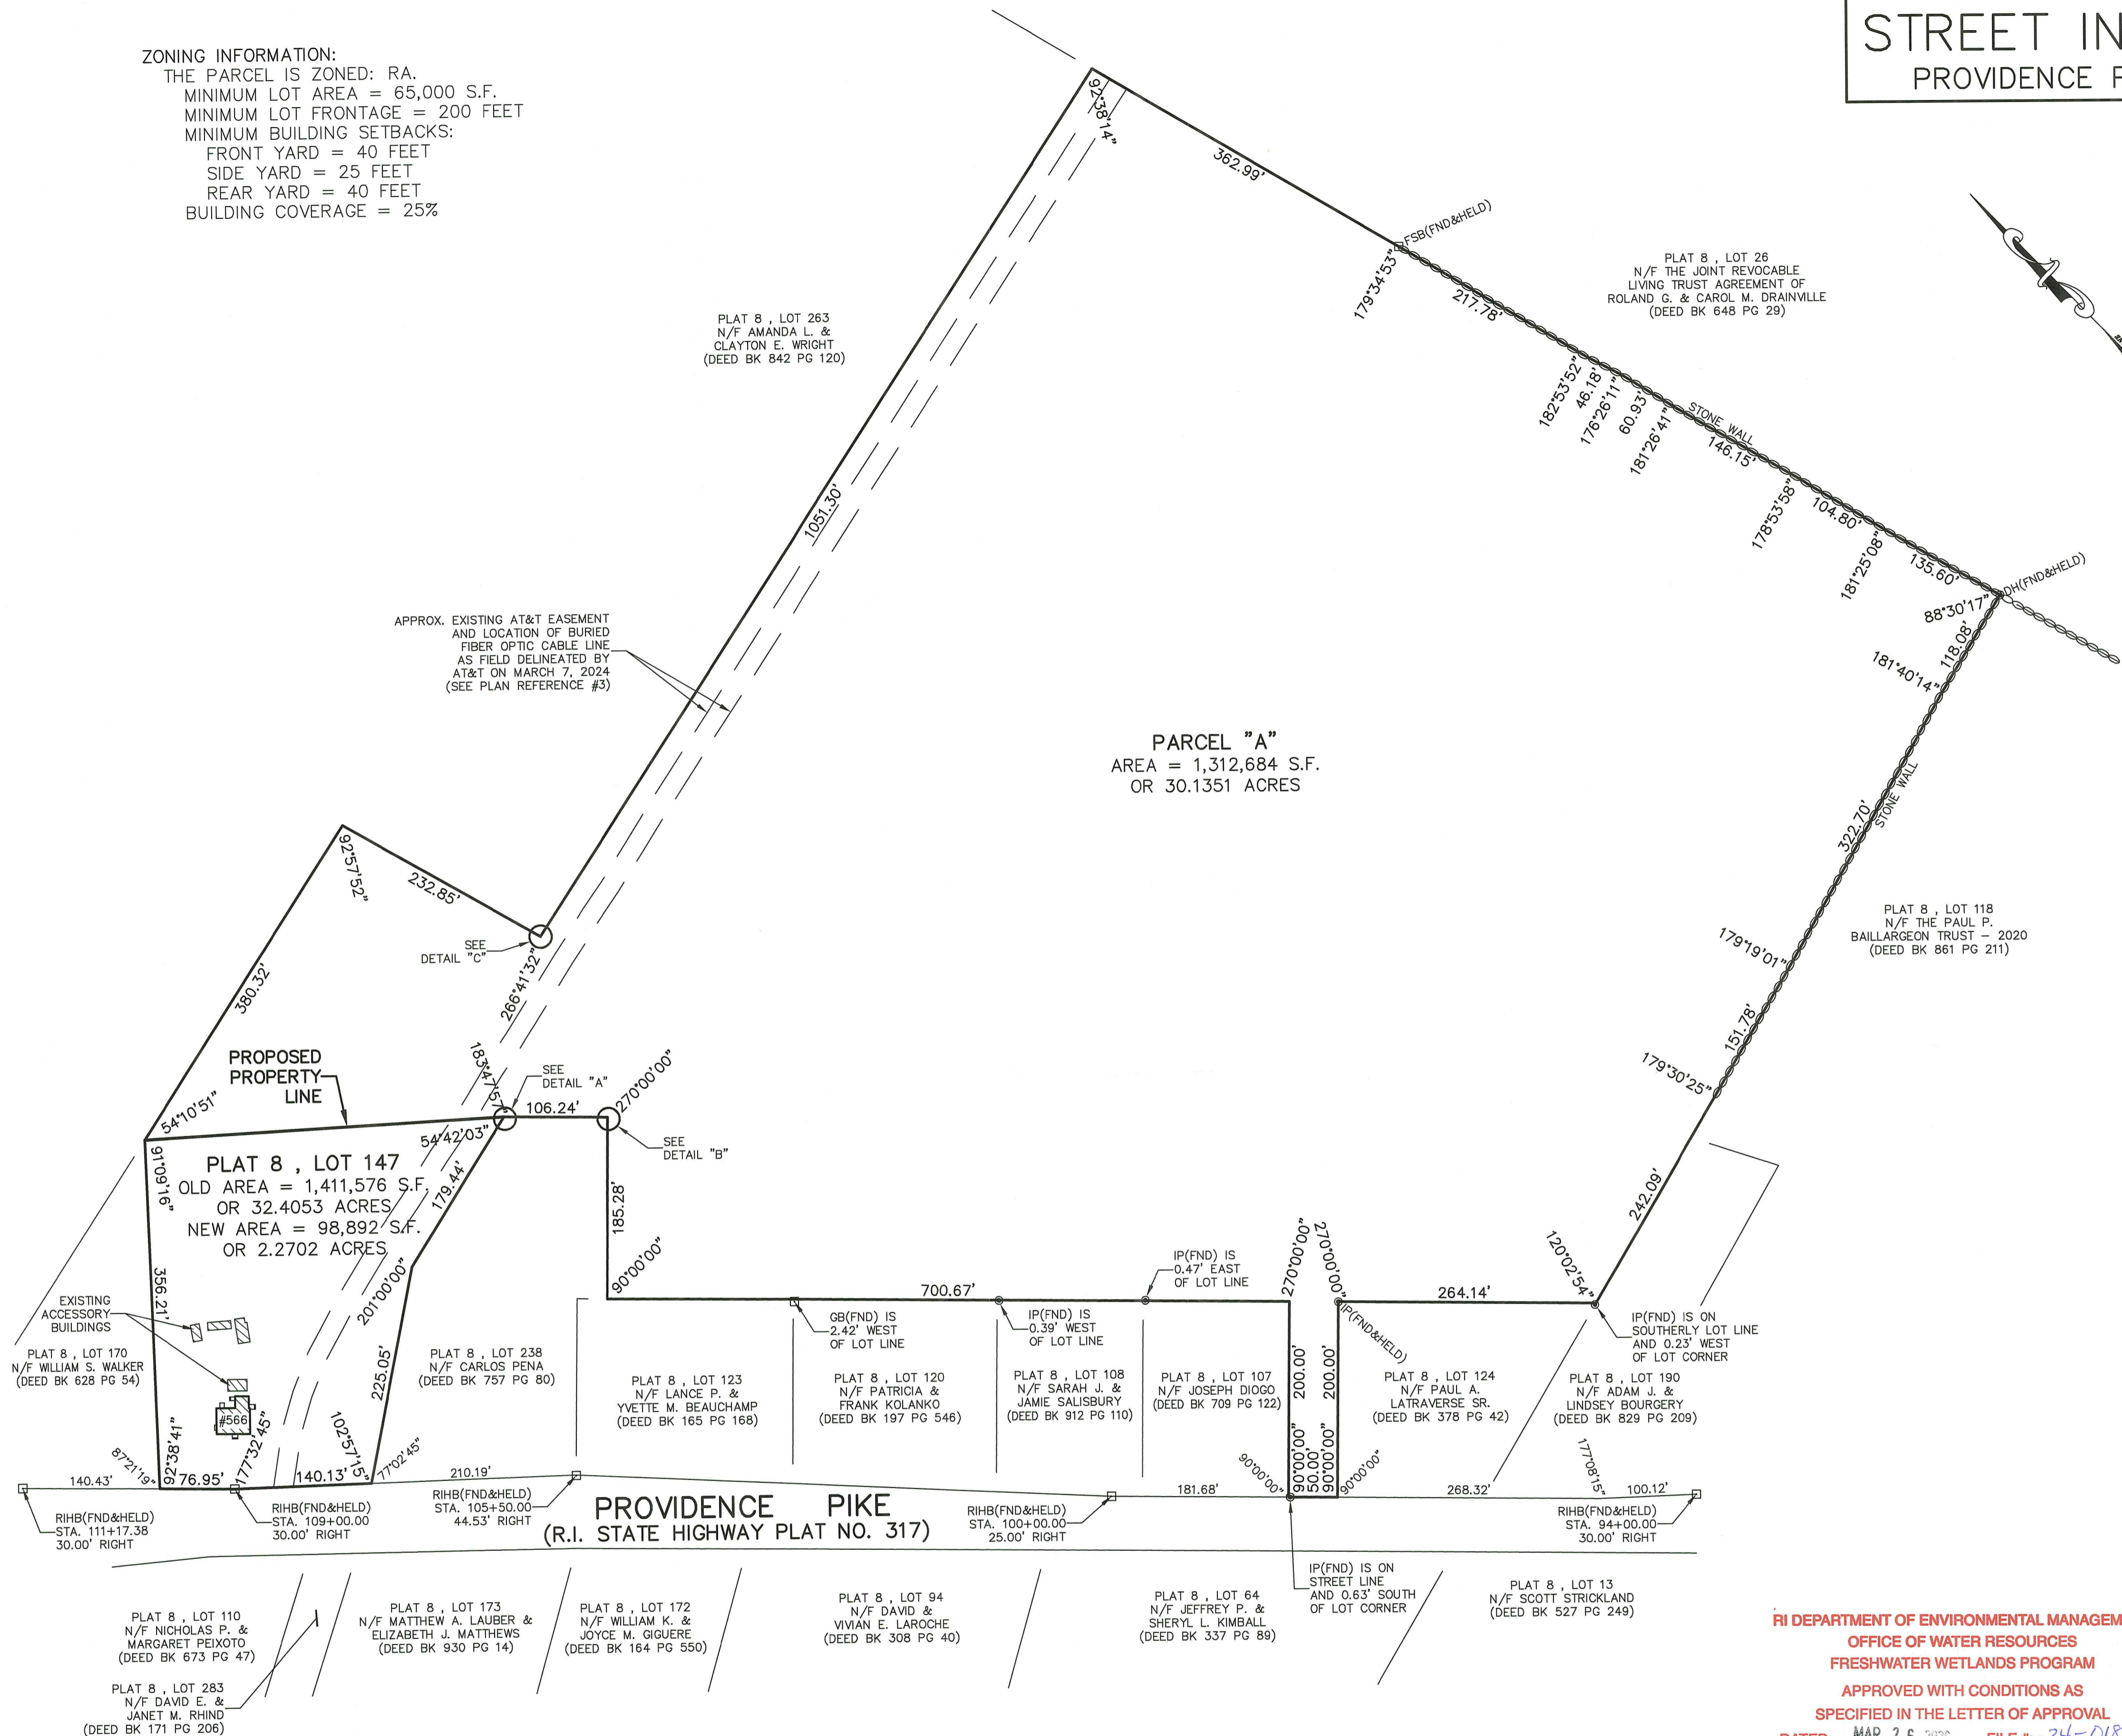 STREET IN
PROVIDENCE P
ZONING INFORMATION:
THE PARCEL IS ZONED: RA.
MINIMUM LOT AREA = 65,000 S.F.
MINIMUM LOT FRONTAGE = 200 FEET
MINIMUM BUILDING SETBACKS:
FRONT YARD = 40 FEET
SIDE YARD = 25 FEET
REAR YARD = 40 FEET
BUILDING COVERAGE = 25%
92°38'14"
362.99'
FSB(FND&HELD)
179°34'53"
217.78'
PLAT 8 , LOT 26
N/F THE JOINT REVOCABLE
LIVING TRUST AGREEMENT OF
ROLAND G. & CAROL M. DRAINVILLE
(DEED BK 648 PG 29)
PLAT 8 , LOT 263
N/F AMANDA L. &
CLAYTON E. WRIGHT
(DEED BK 842 PG 120)
182°53'52"
46.18'
176°26'11"
60.93'
181°26'41"
STONE WALL
146.15'
178°53'58"
104.80'
181°25'08"
135.60'
DH(FND&HELD)
88°30'17"
118.08'
181°40'14"
1051.30'
APPROX. EXISTING AT&T EASEMENT
AND LOCATION OF BURIED
FIBER OPTIC CABLE LINE
AS FIELD DELINEATED BY
AT&T ON MARCH 7, 2024
(SEE PLAN REFERENCE #3)
PARCEL "A"
AREA = 1,312,684 S.F.
OR 30.1351 ACRES
322.70'
STONE WALL
PLAT 8 , LOT 118
N/F THE PAUL P.
BAILLARGEON TRUST – 2020
(DEED BK 861 PG 211)
179°19'01"
151.78'
179°30'25"
242.09'
92°57'52"
232.85'
SEE
DETAIL "C"
266°41'32"
380.32'
PROPOSED
PROPERTY
LINE
183°47'57"
SEE
DETAIL "A"
106.24'
270°00'00"
54°10'51"
54°42'03"
SEE
DETAIL "B"
91°09'16"
PLAT 8 , LOT 147
OLD AREA = 1,411,576 S.F.
OR 32.4053 ACRES
NEW AREA = 98,892 S.F.
OR 2.2702 ACRES
179.44'
185.28'
90°00'00"
201°00'00"
356.21'
EXISTING
ACCESSORY
BUILDINGS
225.05'
700.67'
IP(FND) IS
0.47' EAST
OF LOT LINE
270°00'00"
270°00'00"
264.14'
120°02'54"
GB(FND) IS
2.42' WEST
OF LOT LINE
IP(FND) IS
0.39' WEST
OF LOT LINE
IP(FND&HELD)
IP(FND) IS ON
SOUTHERLY LOT LINE
AND 0.23' WEST
OF LOT CORNER
PLAT 8 , LOT 170
N/F WILLIAM S. WALKER
(DEED BK 628 PG 54)
PLAT 8 , LOT 238
N/F CARLOS PENA
(DEED BK 757 PG 80)
PLAT 8 , LOT 123
N/F LANCE P. &
YVETTE M. BEAUCHAMP
(DEED BK 165 PG 168)
PLAT 8 , LOT 120
N/F PATRICIA &
FRANK KOLANKO
(DEED BK 197 PG 546)
PLAT 8 , LOT 108
N/F SARAH J. &
JAMIE SALISBURY
(DEED BK 912 PG 110)
PLAT 8 , LOT 107
N/F JOSEPH DIOGO
(DEED BK 709 PG 122)
200.00'
200.00'
PLAT 8 , LOT 124
N/F PAUL A.
LATRAVERSE SR.
(DEED BK 378 PG 42)
PLAT 8 , LOT 190
N/F ADAM J. &
LINDSEY BOURGERY
(DEED BK 829 PG 209)
#566
87°21'19"
92°38'41"
177°32'45"
102°57'15"
77°02'45"
90°00'00"
90°00'00"
50.00'
90°00'00"
90°00'00"
177°08'15"
140.43'
76.95'
140.13'
210.19'
181.68'
268.32'
100.12'
RIHB(FND&HELD)
STA. 111+17.38
30.00' RIGHT
RIHB(FND&HELD)
STA. 109+00.00
30.00' RIGHT
RIHB(FND&HELD)
STA. 105+50.00
44.53' RIGHT
PROVIDENCE PIKE
(R.I. STATE HIGHWAY PLAT NO. 317)
RIHB(FND&HELD)
STA. 100+00.00
25.00' RIGHT
RIHB(FND&HELD)
STA. 94+00.00
30.00' RIGHT
IP(FND) IS ON
STREET LINE
AND 0.63' SOUTH
OF LOT CORNER
PLAT 8 , LOT 110
N/F NICHOLAS P. &
MARGARET PEIXOTO
(DEED BK 673 PG 47)
PLAT 8 , LOT 283
N/F DAVID E. &
JANET M. RHIND
(DEED BK 171 PG 206)
PLAT 8 , LOT 173
N/F MATTHEW A. LAUBER &
ELIZABETH J. MATTHEWS
(DEED BK 930 PG 14)
PLAT 8 , LOT 172
N/F WILLIAM K. &
JOYCE M. GIGUERE
(DEED BK 164 PG 550)
PLAT 8 , LOT 94
N/F DAVID &
VIVIAN E. LAROCHE
(DEED BK 308 PG 40)
PLAT 8 , LOT 64
N/F JEFFREY P. &
SHERYL L. KIMBALL
(DEED BK 337 PG 89)
PLAT 8 , LOT 13
N/F SCOTT STRICKLAND
(DEED BK 527 PG 249)
RI DEPARTMENT OF ENVIRONMENTAL MANAGEM
OFFICE OF WATER RESOURCES
FRESHWATER WETLANDS PROGRAM
APPROVED WITH CONDITIONS AS
SPECIFIED IN THE LETTER OF APPROVAL
MAR 26